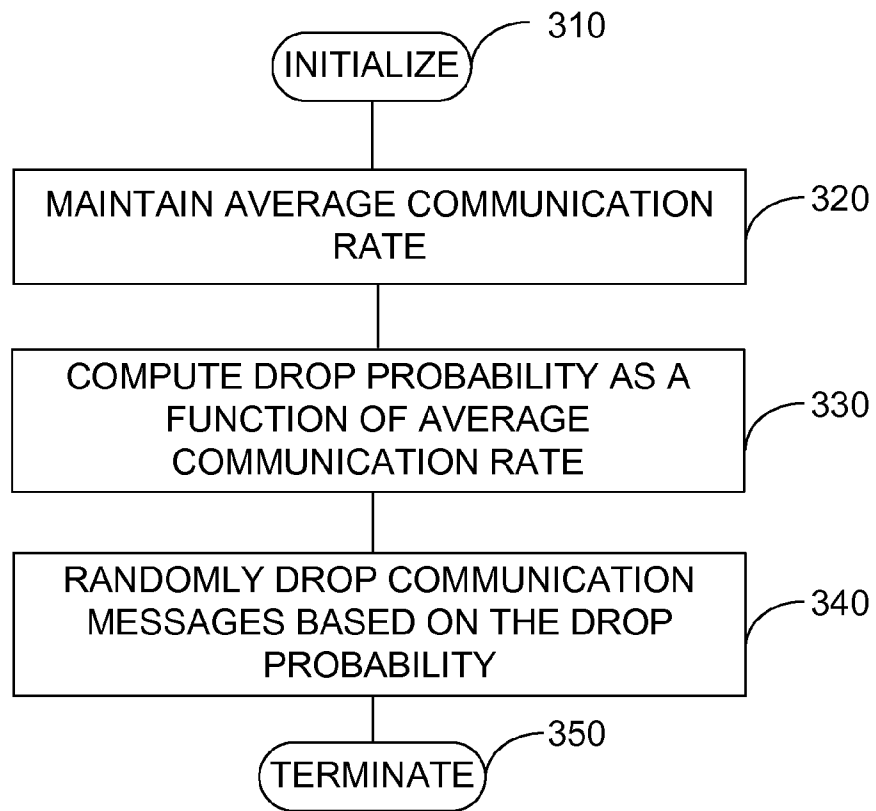 310
INITIALIZE
MAINTAIN AVERAGE COMMUNICATION
RATE
320
COMPUTE DROP PROBABILITY AS A
FUNCTION OF AVERAGE
COMMUNICATION RATE
330
RANDOMLY DROP COMMUNICATION
MESSAGES BASED ON THE DROP
PROBABILITY
340
350
TERMINATE